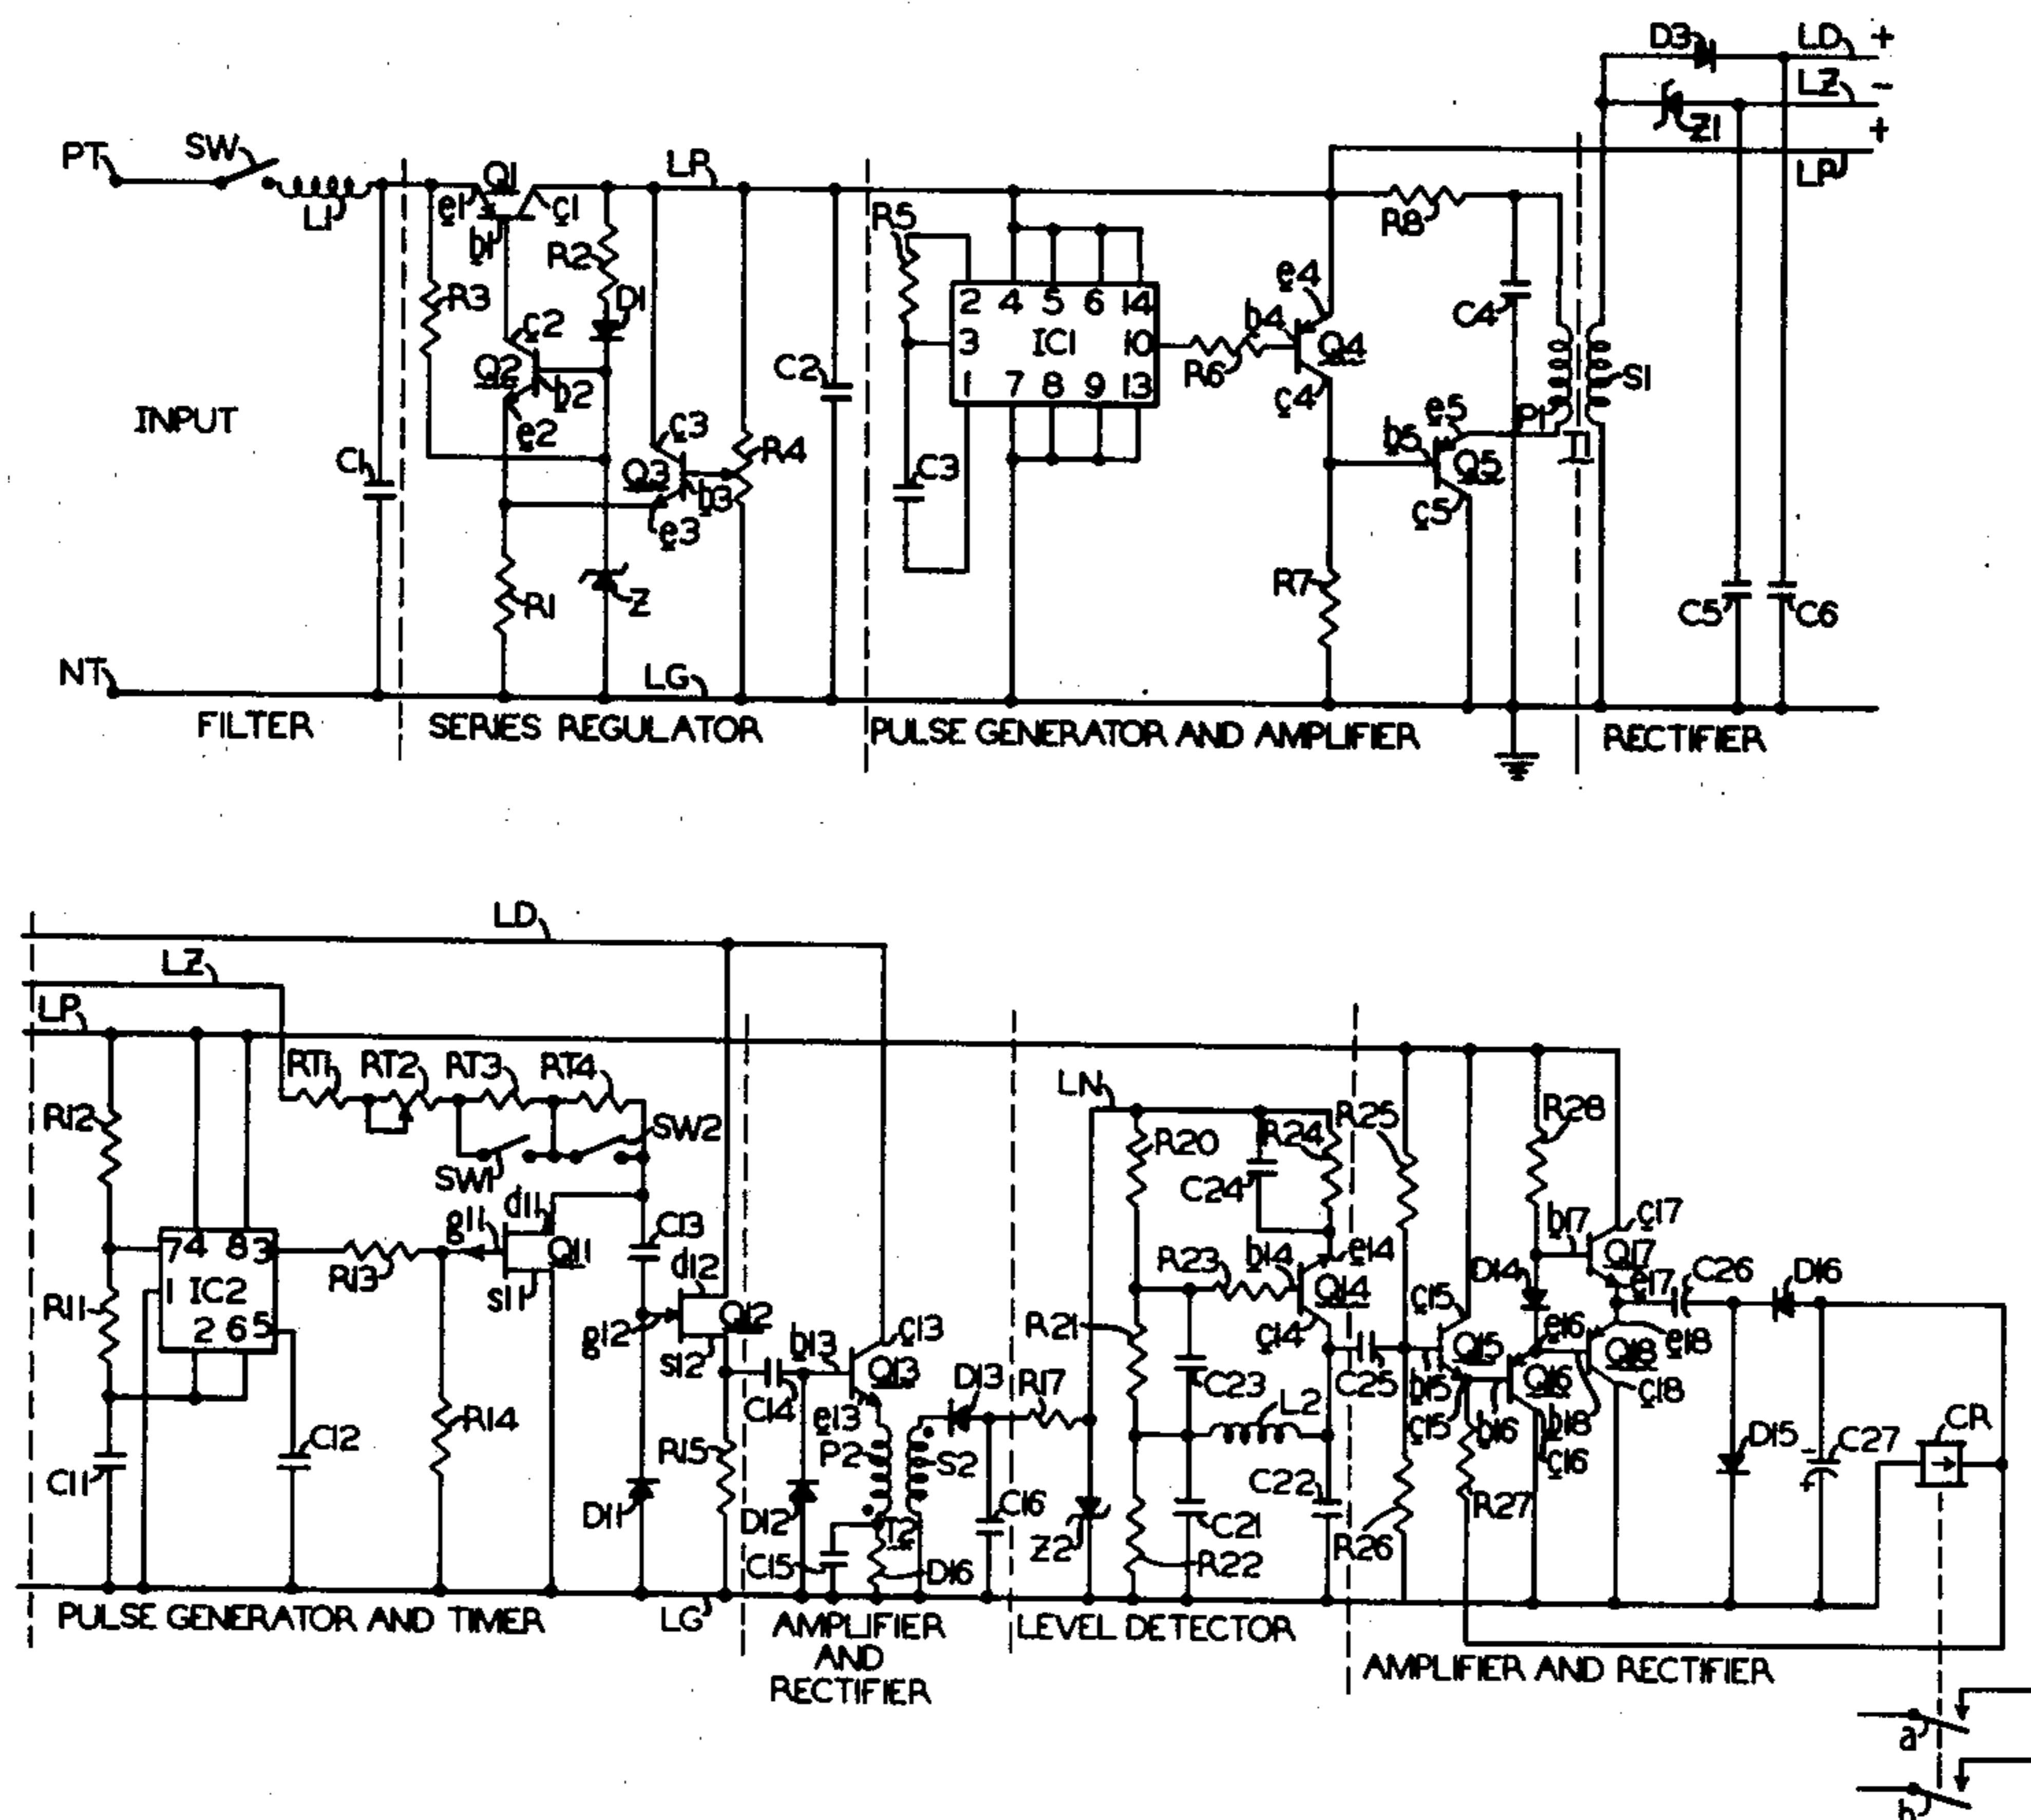 D3 LD +
LZ -
Z1 +
LP
PT SW
L1
Q1 LP
e1 c1
b1
R2
R3 D1
c2
Q2
b2
e2
INPUT
C1
c3
Q3 R4
b3
e3
R1 Z
C2
R5
2 4 5 6 14
3 IC1 10
1 7 8 9 13
C3
R6
e4
b4
Q4
c4
R8
C4
e5 P1 S1
b5
Q5 T1
c5
R7
C5 C6
NT
LG
FILTER SERIES REGULATOR PULSE GENERATOR AND AMPLIFIER RECTIFIER
LD
LZ
LP
RT1 RT2 RT3 RT4
R12
SW2
SW1
d11
g11
7 4 8 3
1 IC2
2 6 5
R13
Q11
s11
R11
C13
d12
Q12
g12
s12
b13 c13
Q13
C14
e13
D13 R17
P2 S2
R14
C12
C11
R15
D11 D12
T2
C15 D16
C16
LN
R20 R24 R25
C24
R28
R23 b14 e14
Q14
c14
R21
C23
C25
L2
C22
C21
Z2 R22
R26
b17 c17
Q17
D14
e17 C26 D16
c15
Q15
e16
Q18 e18
b15 Q16
c18
c15 b16 b18
c16
R27
D15 C27
+
CR
LG
PULSE GENERATOR AND TIMER
AMPLIFIER
AND
RECTIFIER
LEVEL DETECTOR
AMPLIFIER AND RECTIFIER
a
b